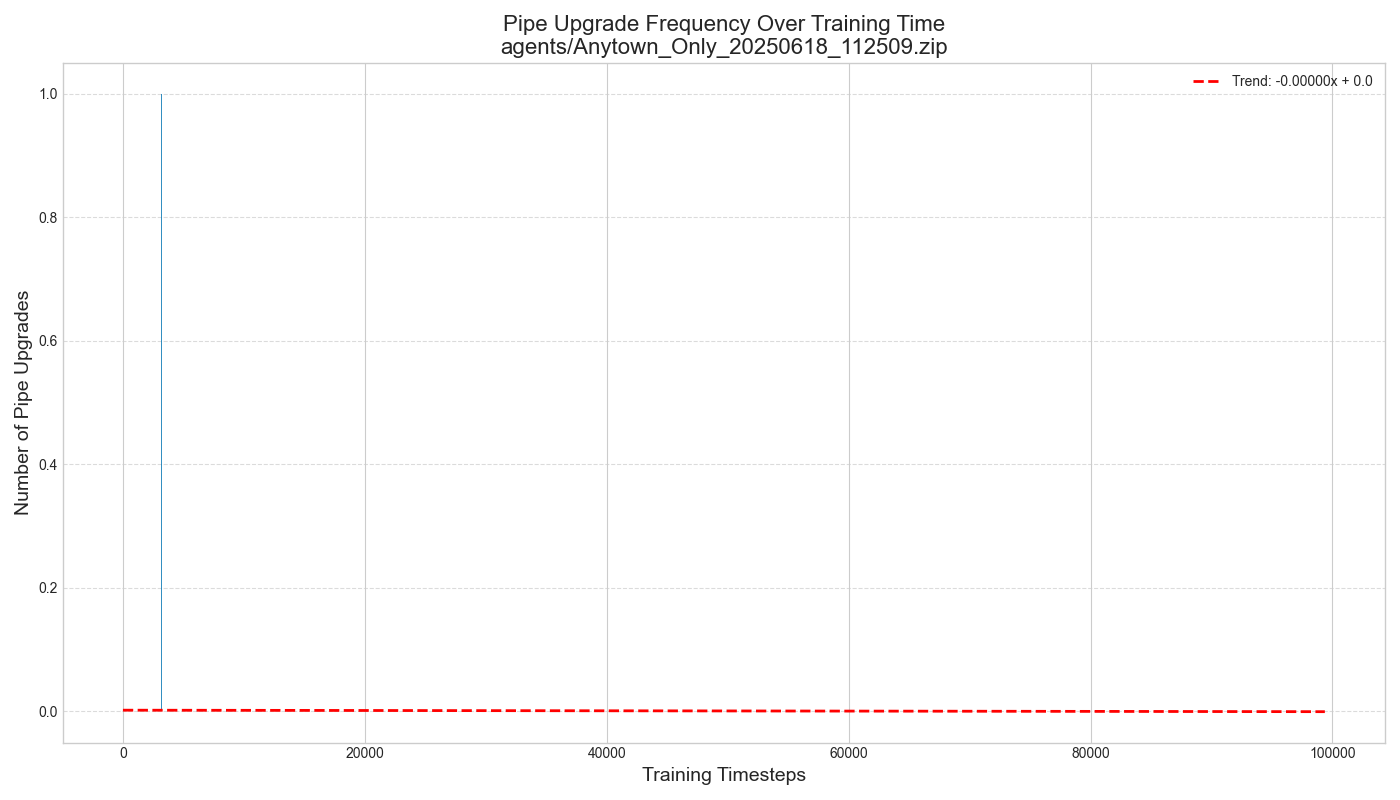 Pipe Upgrade Frequency Over Training Time
agents/Anytown_Only_20250618_112509.zip
Trend: -0.00000x + 0.0
Number of Pipe Upgrades
1.0
0.8
0.6
0.4
0.2
0.0
0 20000 40000 60000 80000 100000
Training Timesteps